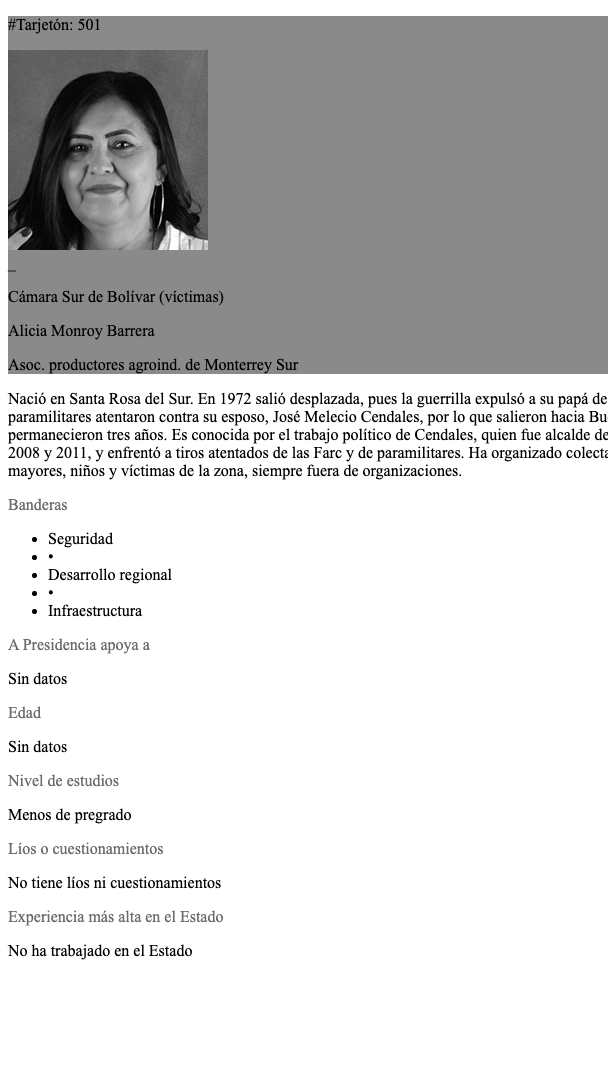 #Tarjetón: 501
_
Cámara Sur de Bolívar (víctimas)
Alicia Monroy Barrera
Asoc. productores agroind. de Monterrey Sur
Nació en Santa Rosa del Sur. En 1972 salió desplazada, pues la guerrilla expulsó a su papá de
paramilitares atentaron contra su esposo, José Melecio Cendales, por lo que salieron hacia
permanecieron tres años. Es conocida por el trabajo político de Cendales, quien fue alcalde de
2008 y 2011, y enfrentó a tiros atentados de las Farc y de paramilitares. Ha organizado
mayores, niños y víctimas de la zona, siempre fuera de organizaciones.
Banderas
• Seguridad
• •
• Desarrollo regional
• •
• Infraestructura
A Presidencia apoya a
Sin datos
Edad
Sin datos
Nivel de estudios
Menos de pregrado
Líos o cuestionamientos
No tiene líos ni cuestionamientos
Experiencia más alta en el Estado
No ha trabajado en el Estado